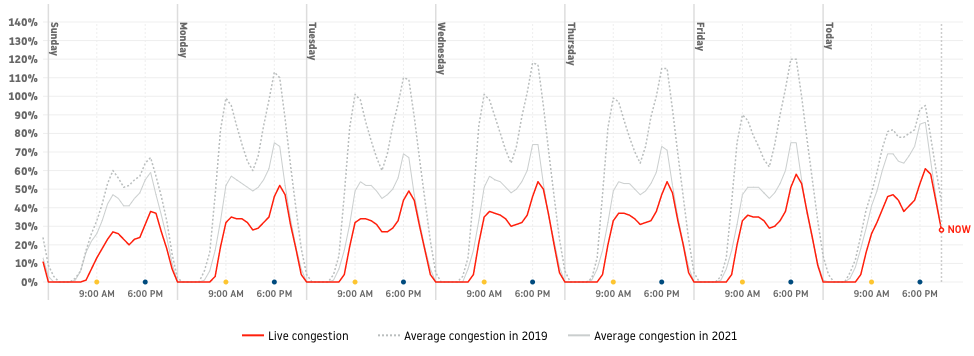 140%
130%
120%
110%
100%
90%
80%
70%
60%
50%
40%
30%
20%
10%
0%
Sunday
Monday
Tuesday
Wednesday
Thursday
Friday
Today
NOW
9:00 AM 6:00 PM 9:00 AM 6:00 PM 9:00 AM 6:00 PM 9:00 AM 6:00 PM 9:00 AM 6:00 PM 9:00 AM 6:00 PM 9:00 AM 6:00 PM
Live congestion Average congestion in 2019 Average congestion in 2021